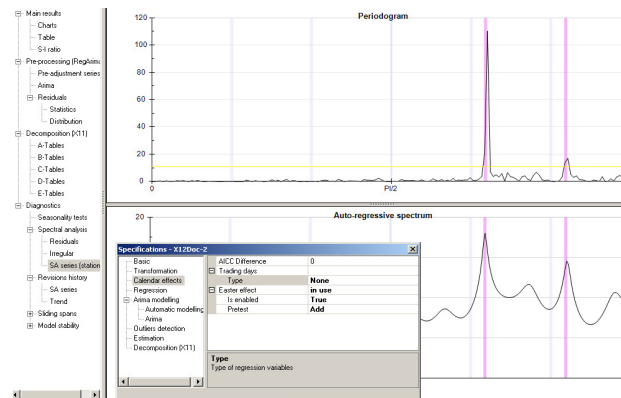 Main results
Charts
Table
S-I ratio
Pre-processing (RegArima
Pre-adjustment series
Arima
Residuals
Statistics
Distribution
Decomposition (X11)
A-Tables
B-Tables
C-Tables
D-Tables
E-Tables
Diagnostics
Seasonality tests
Spectral analysis
Residuals
Irregular
SA series (station
Revisions history
SA series
Trend
Sliding spans
Model stability
Periodogram
120
100
80
60
40
20
0
0
PI/2
Auto-regressive spectrum
20
Specifications - X12Doc-2
Basic
Transformation
Calendar effects
Regression
Arima modelling
Automatic modelling
Arima
Outliers detection
Estimation
Decomposition (X11)
AICC Difference 0
Trading days
Type None
Easter effect in use
Is enabled True
Pretest Add
Type
Type of regression variables